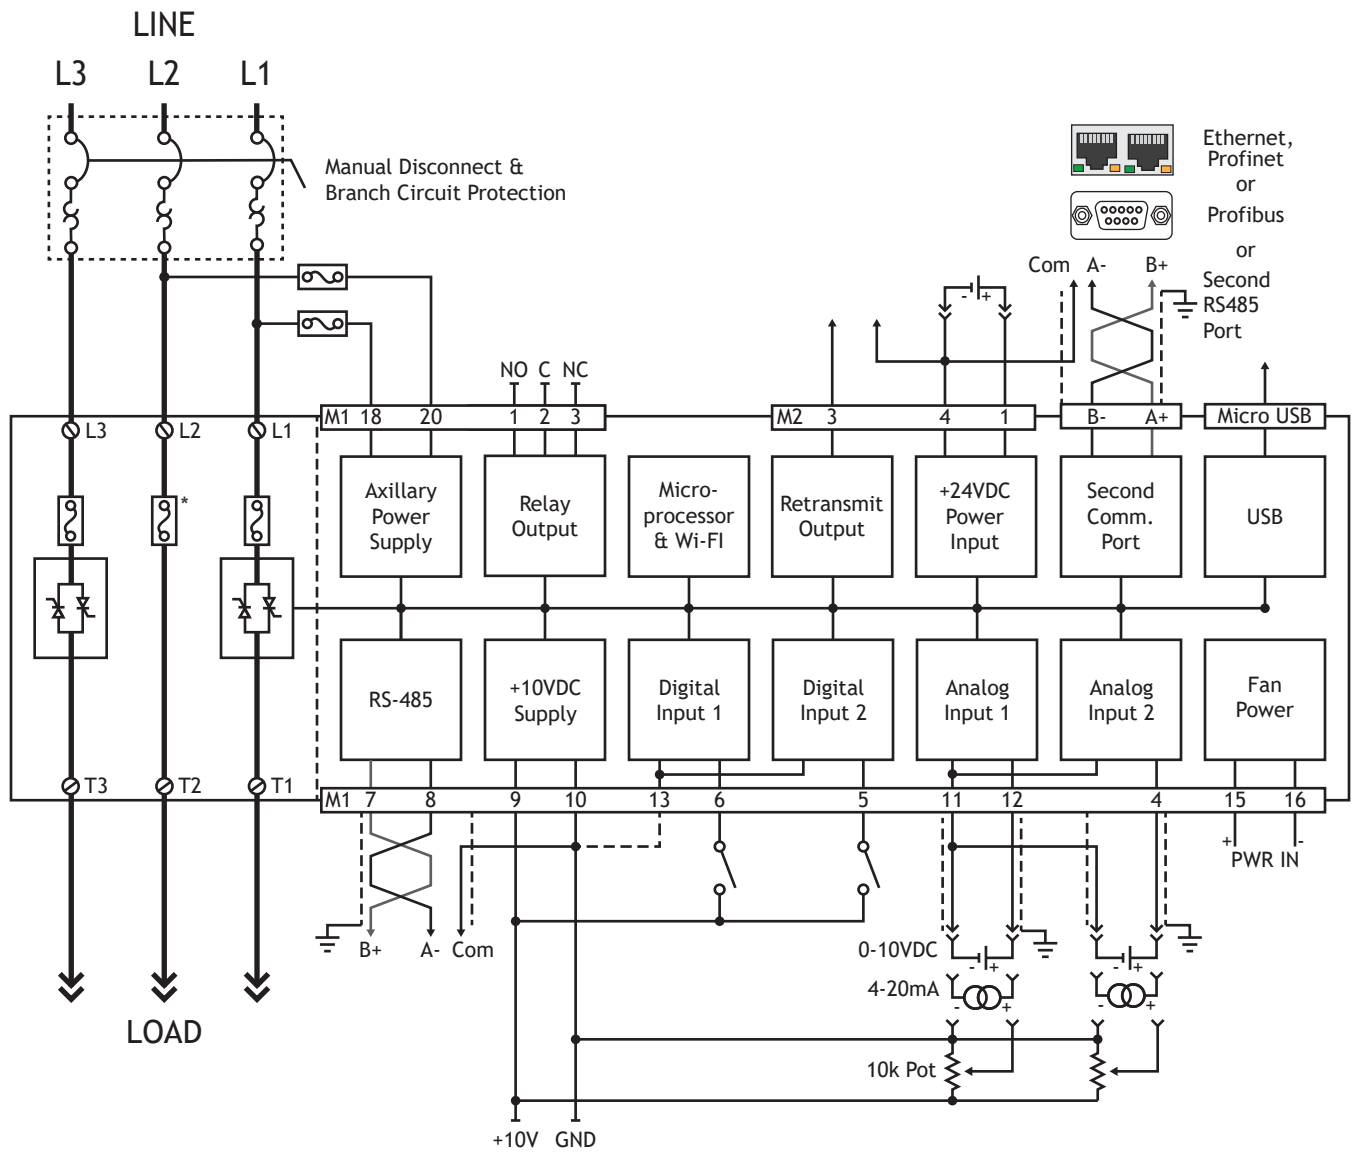 LINE
L3 L2 L1
Manual Disconnect &
Branch Circuit Protection
Ethernet,
Profinet
or
Profibus
or
Second
RS485
Port
Com A- B+
- +
NO C NC
M1 18 20 1 2 3
M2 3 4 1
B- A+
Micro USB
L3 L2 L1
*
Axillary
Power
Supply
Relay
Output
Micro-
processor
& Wi-FI
Retransmit
Output
+24VDC
Power
Input
Second
Comm.
Port
USB
RS-485
+10VDC
Supply
Digital
Input 1
Digital
Input 2
Analog
Input 1
Analog
Input 2
Fan
Power
T3 T2 T1
M1 7 8 9 10 13 6 5 11 12 4 15 16
+ -
PWR IN
B+ A- Com
0-10VDC
- + - +
4-20mA
- + - +
LOAD
10k Pot
+10V GND